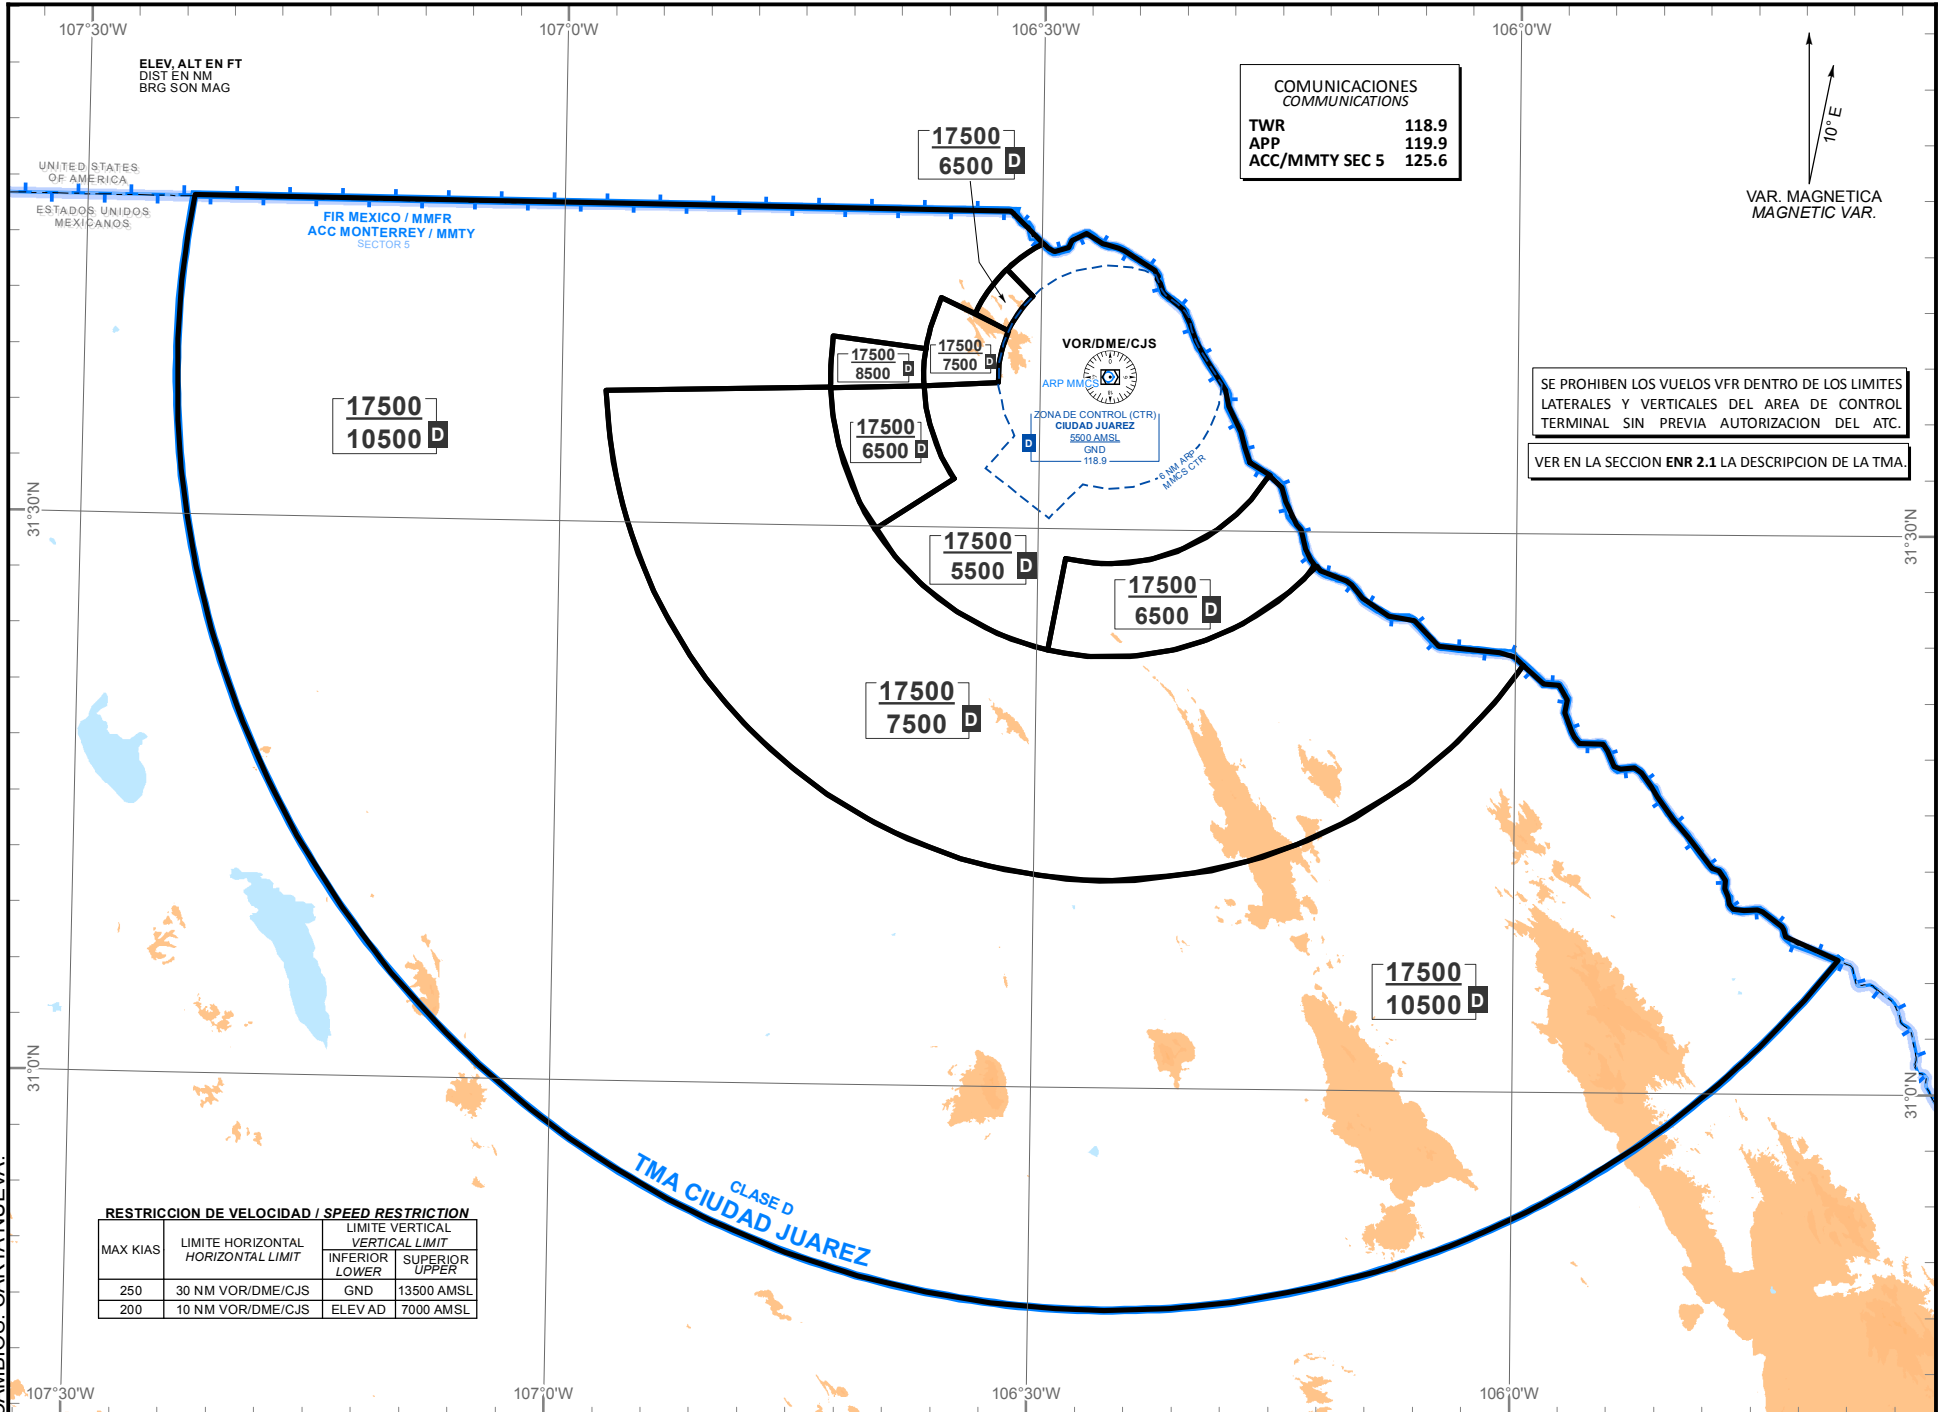 107°30'W
107°0'W
106°30'W
106°0'W
ELEV, ALT EN FT
DIST EN NM
BRG SON MAG
COMUNICACIONES
COMMUNICATIONS
TWR 118.9
APP 119.9
ACC/MMTY SEC 5 125.6
10° E
VAR. MAGNETICA
MAGNETIC VAR.
UNITED STATES
OF AMERICA
ESTADOS UNIDOS
MEXICANOS
FIR MEXICO / MMFR
ACC MONTERREY / MMTY
SECTOR 5
17500
6500 D
VOR/DME/CJS
ARP MMCS
17500
7500 D
17500
8500 D
17500
10500 D
17500
6500 D
ZONA DE CONTROL (CTR)
CIUDAD JUAREZ
5500 AMSL
GND
118.9
D
6 NM ARP
MMCS CTR
SE PROHIBEN LOS VUELOS VFR DENTRO DE LOS LIMITES
LATERALES Y VERTICALES DEL AREA DE CONTROL
TERMINAL SIN PREVIA AUTORIZACION DEL ATC.
VER EN LA SECCION ENR 2.1 LA DESCRIPCION DE LA TMA.
31°30'N
31°30'N
17500
5500 D
17500
6500 D
17500
7500 D
17500
10500 D
31°0'N
31°0'N
CLASE D
TMA CIUDAD JUAREZ
RESTRICCION DE VELOCIDAD / SPEED RESTRICTION
MAX KIAS
LIMITE HORIZONTAL
HORIZONTAL LIMIT
LIMITE VERTICAL
VERTICAL LIMIT
INFERIOR
LOWER
SUPERIOR
UPPER
250 30 NM VOR/DME/CJS GND 13500 AMSL
200 10 NM VOR/DME/CJS ELEV AD 7000 AMSL
107°30'W
107°0'W
106°30'W
106°0'W